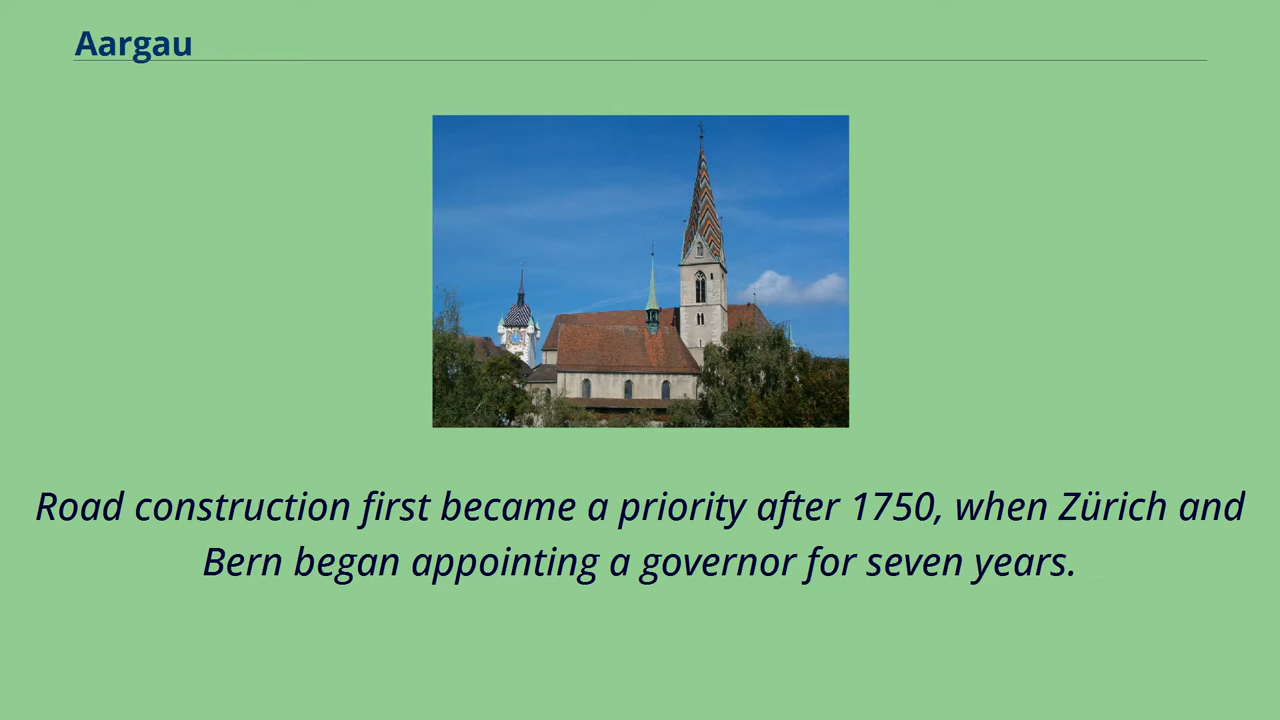 Aargau
Road construction first became a priority after 1750, when Zürich and
Bern began appointing a governor for seven years.